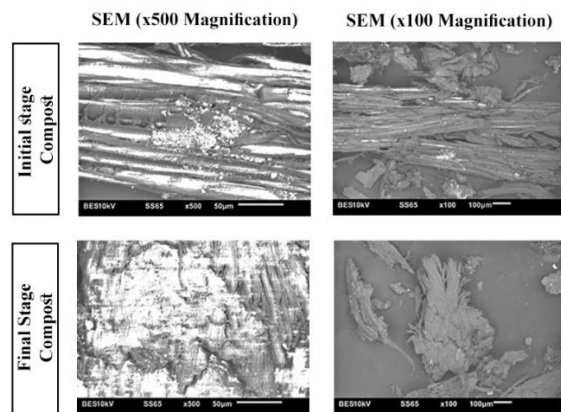 SEM (x500 Magnification)
SEM (x100 Magnification)
Initial stage
Compost
BES10kV SS65 x500 50µm
BES10kV SS65 x100 100µm
Final Stage
Compost
BES10kV SS65 x500 50µm
BES10kV SS65 x100 100µm